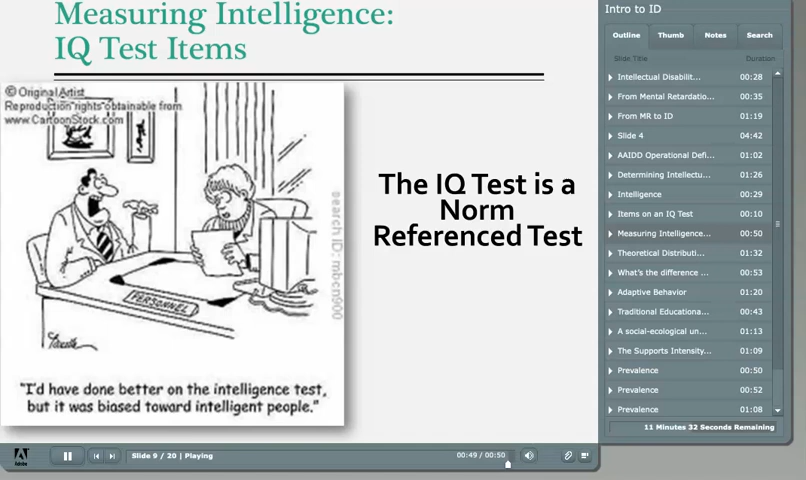 Measuring Intelligence:
IQ Test Items
© Original Artist
Reproduction rights obtainable from
www.CartoonStock.com
search ID: mbcn900
PERSONNEL
"I'd have done better on the intelligence test,
but it was biased toward intelligent people."
The IQ Test is a
Norm
Referenced Test
Intro to ID
Outline Thumb Notes Search
Slide Title Duration
Intellectual Disabilit... 00:28
From Mental Retardatio... 00:35
From MR to ID 01:19
Slide 4 04:42
AAIDD Operational Defi... 01:02
Determining Intellectu... 01:26
Intelligence 00:29
Items on an IQ Test 00:10
Measuring Intelligence... 00:50
Theoretical Distributi... 01:32
What's the difference ... 00:53
Adaptive Behavior 01:20
Traditional Educationa... 00:43
A social-ecological un... 01:13
The Supports Intensity... 01:09
Prevalence 00:50
Prevalence 00:52
Prevalence 01:08
11 Minutes 32 Seconds Remaining
Adobe
Slide 9 / 20 | Playing
00:49 / 00:50